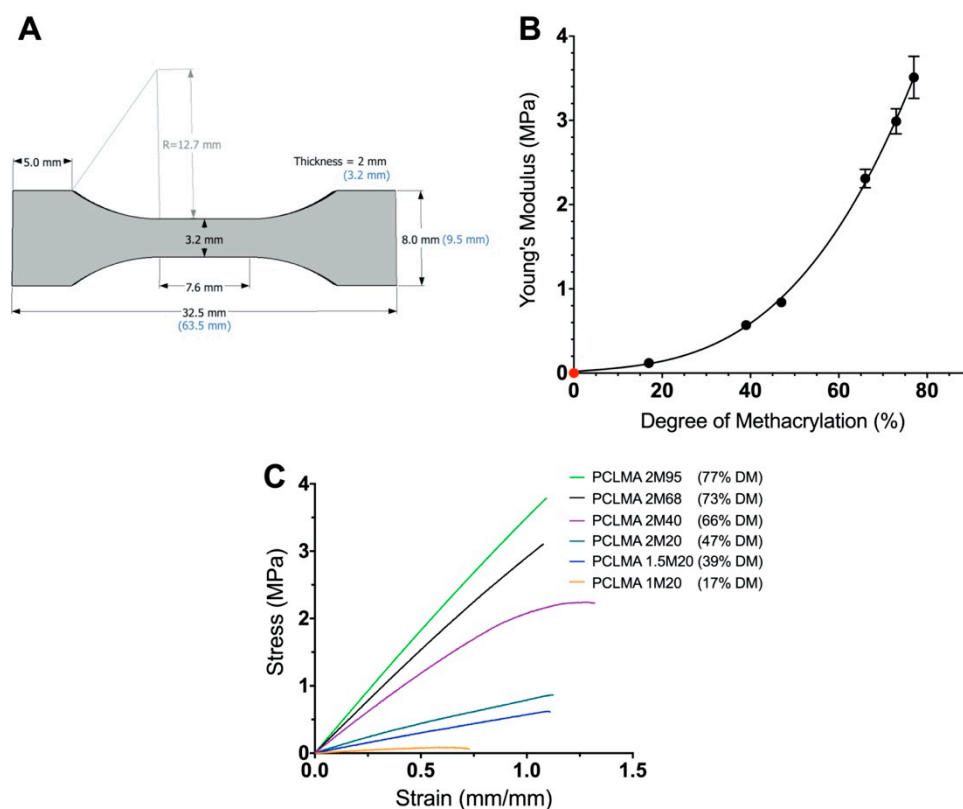 A
R=12.7 mm
5.0 mm
Thickness = 2 mm
(3.2 mm)
3.2 mm
8.0 mm (9.5 mm)
7.6 mm
32.5 mm
(63.5 mm)
B
Young's Modulus (MPa)
4
3
2
1
0
0 20 40 60 80
Degree of Methacrylation (%)
C
Stress (MPa)
4
3
2
1
0
0.0 0.5 1.0 1.5
Strain (mm/mm)
PCLMA 2M95 (77% DM)
PCLMA 2M68 (73% DM)
PCLMA 2M40 (66% DM)
PCLMA 2M20 (47% DM)
PCLMA 1.5M20 (39% DM)
PCLMA 1M20 (17% DM)